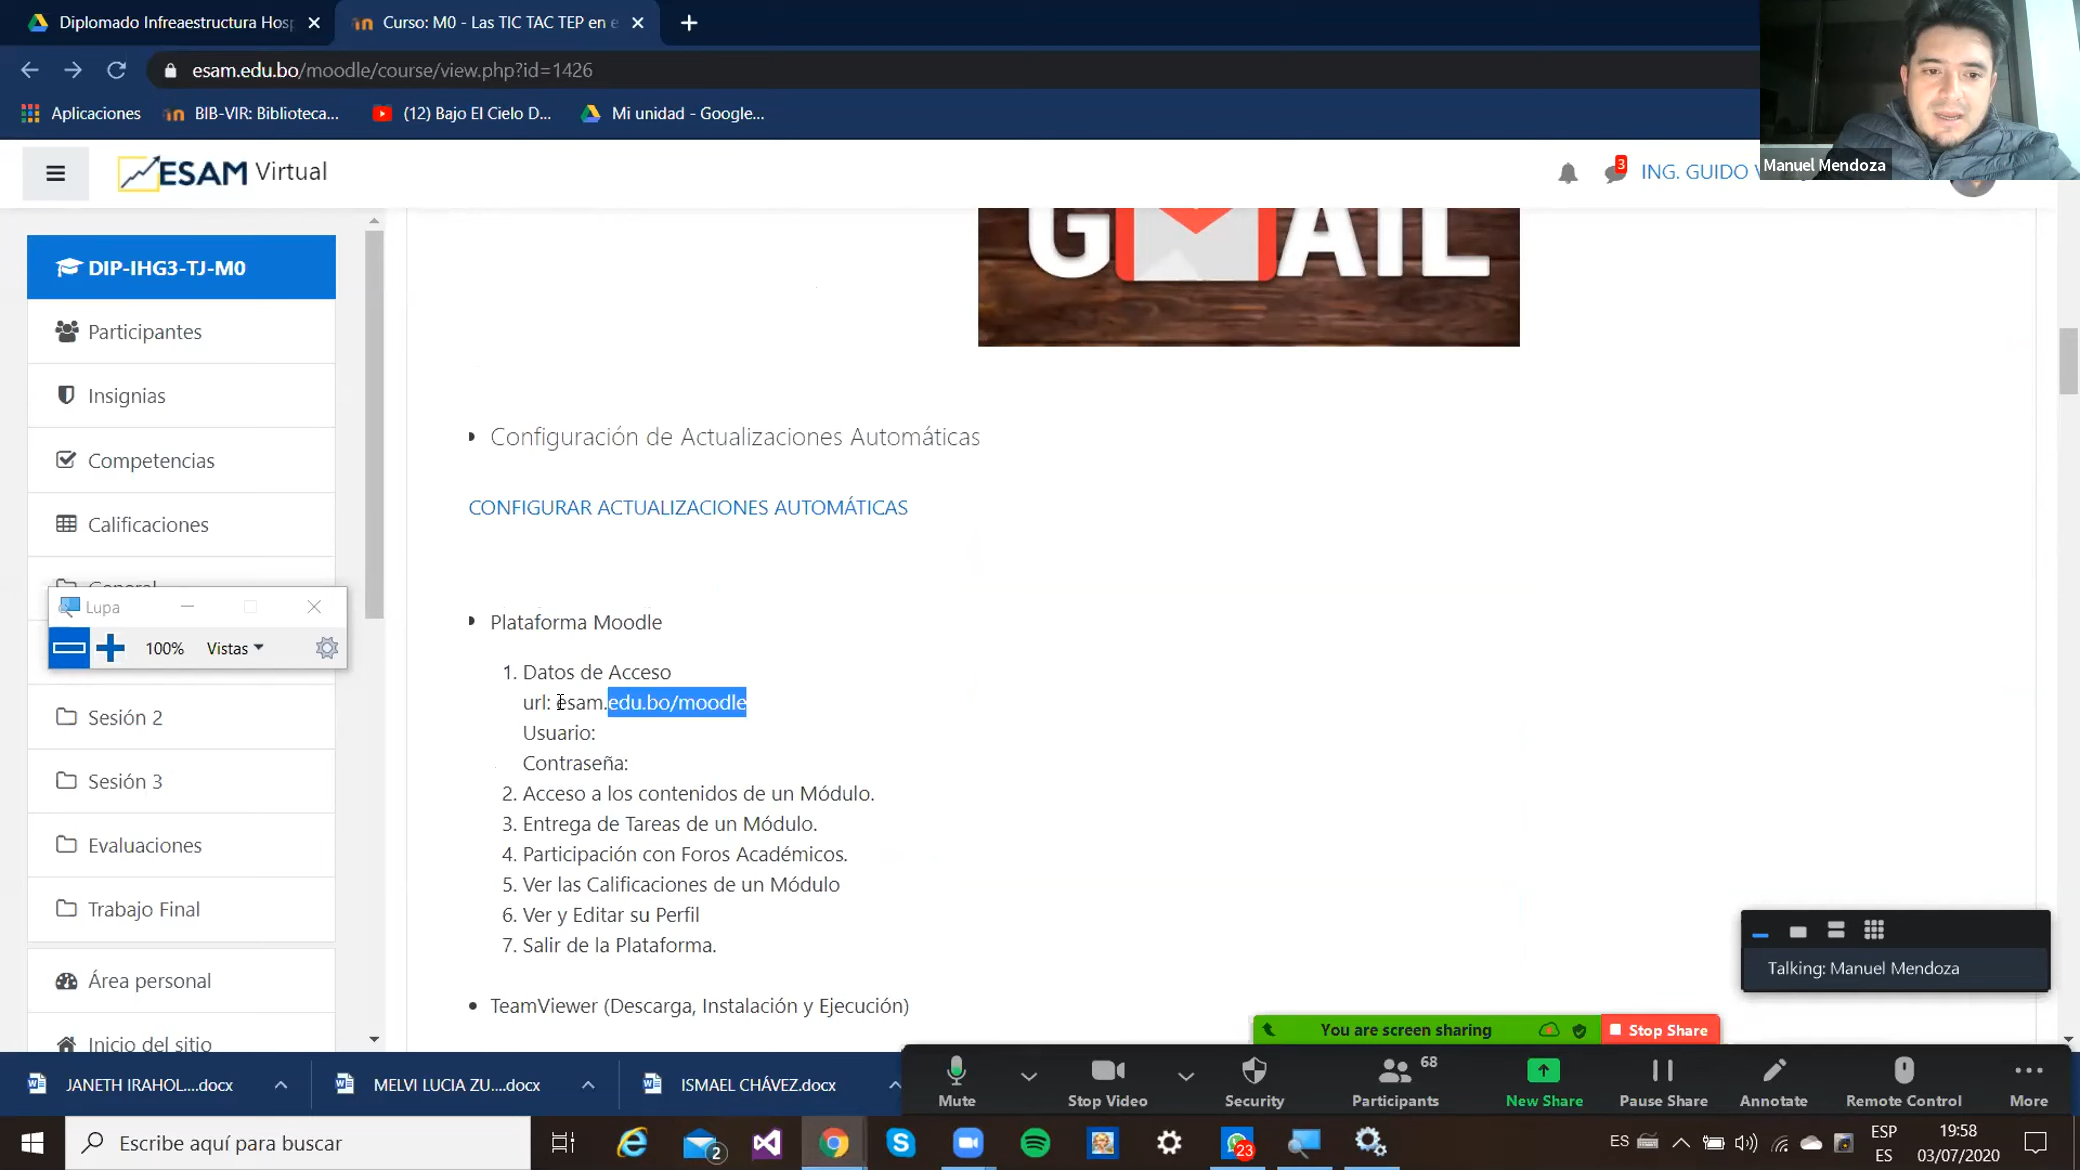 Diplomado Infreaestructura Hosp
Curso: M0 - Las TIC TAC TEP en e
esam.edu.bo/moodle/course/view.php?id=1426
Aplicaciones
BIB-VIR: Biblioteca...
(12) Bajo El Cielo D...
Mi unidad - Google...
Manuel Mendoza
ESAM Virtual
3
ING. GUIDO V
GMAIL
DIP-IHG3-TJ-M0
Participantes
Insignias
Competencias
Calificaciones
General
Lupa
100%
Vistas
Sesión 2
Sesión 3
Evaluaciones
Trabajo Final
Área personal
Inicio del sitio
Configuración de Actualizaciones Automáticas
CONFIGURAR ACTUALIZACIONES AUTOMÁTICAS
Plataforma Moodle
1. Datos de Acceso
url: esam.edu.bo/moodle
Usuario:
Contraseña:
2. Acceso a los contenidos de un Módulo.
3. Entrega de Tareas de un Módulo.
4. Participación con Foros Académicos.
5. Ver las Calificaciones de un Módulo
6. Ver y Editar su Perfil
7. Salir de la Plataforma.
TeamViewer (Descarga, Instalación y Ejecución)
Talking: Manuel Mendoza
You are screen sharing
Stop Share
JANETH IRAHOL....docx
MELVI LUCIA ZU....docx
ISMAEL CHÁVEZ.docx
Mute
Stop Video
Security
Participants
68
New Share
Pause Share
Annotate
Remote Control
More
Escribe aquí para buscar
2
23
ES
ESP
ES
19:58
03/07/2020